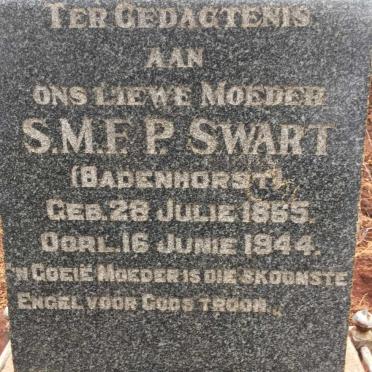 TER GEDAGTENIS
AAN
ONS LIEWE MOEDER
S.M.F.P. SWART
(BADENHORST)
GEB. 28 JULIE 1865.
OORL. 16 JUNIE 1944.
'N GOEIE MOEDER IS DIE SKOONSTE
ENGEL VOOR GODS TROON.